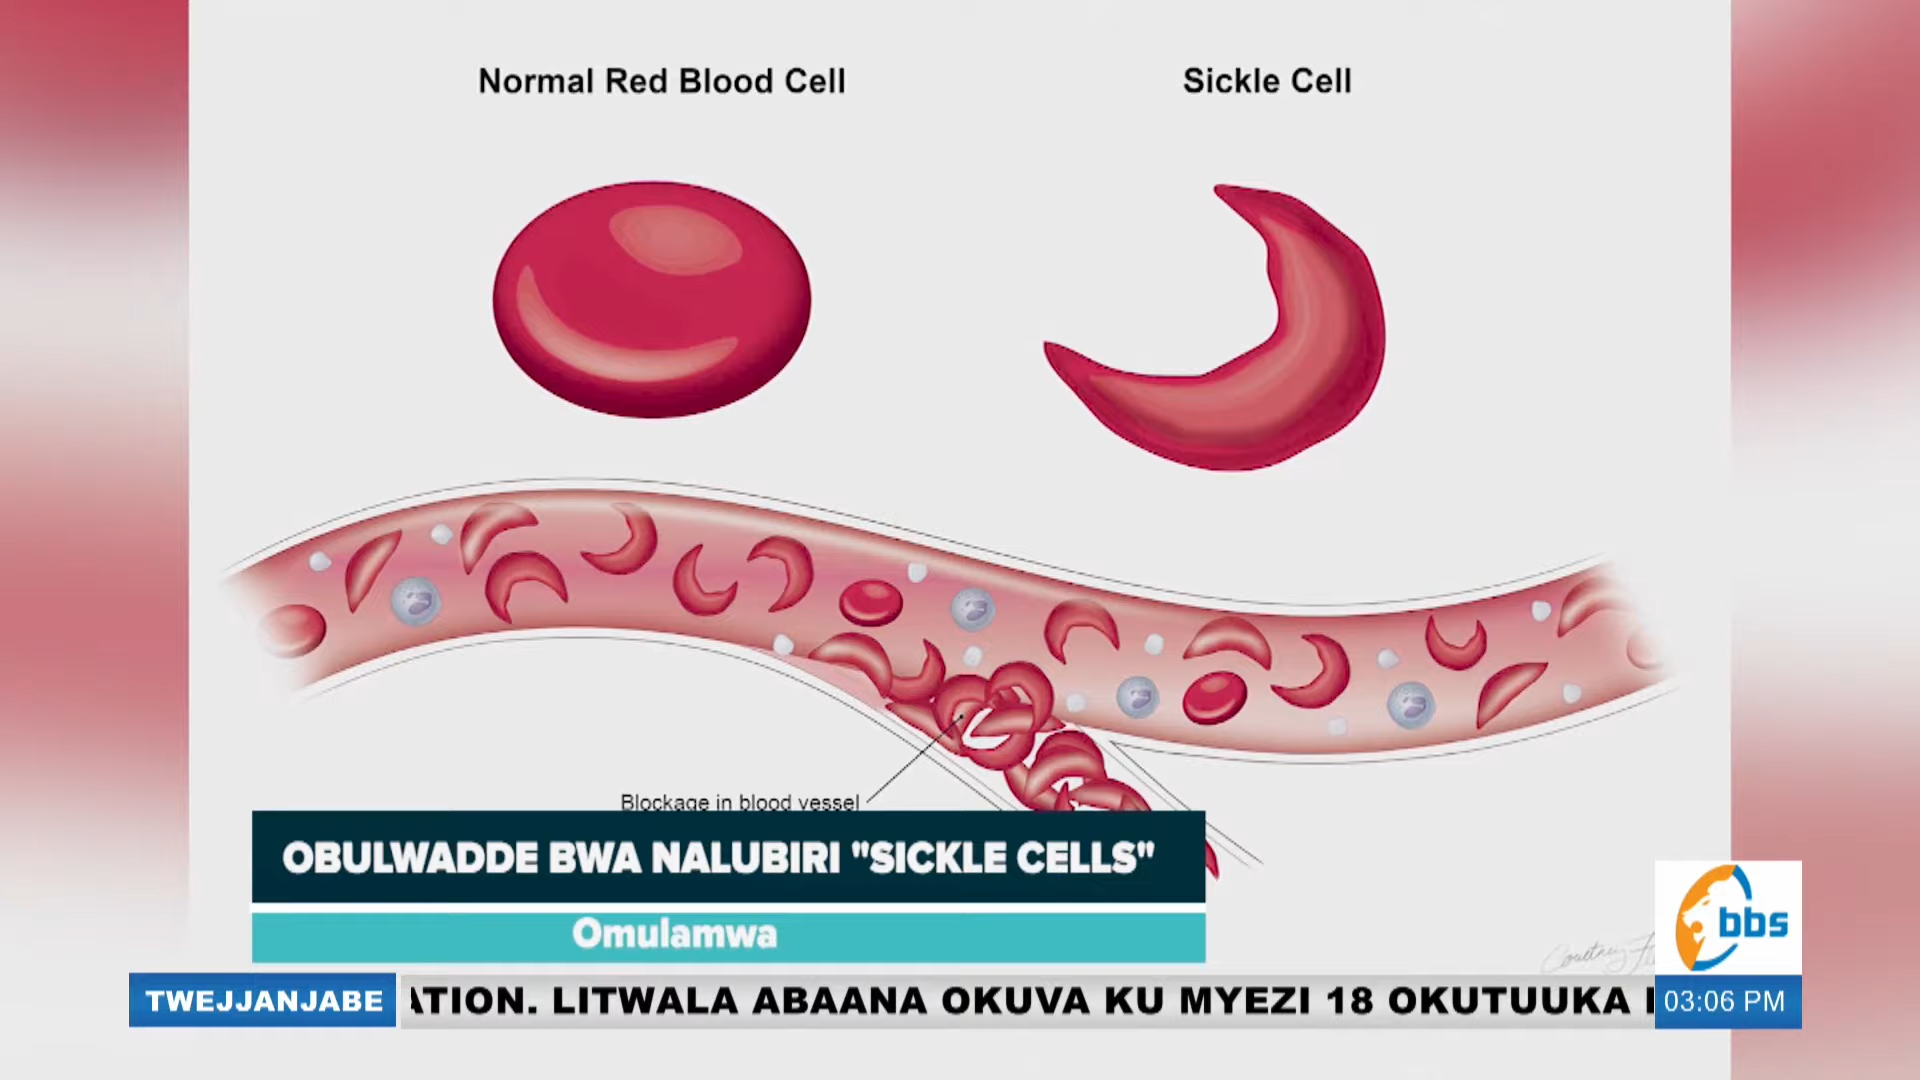 Normal Red Blood Cell
Sickle Cell
Blockage in blood vessel
OBULWADDE BWA NALUBIRI "SICKLE CELLS"
Omulamwa
bbs
TWEJJANJABE
ATION. LITWALA ABAANA OKUVA KU MYEZI 18 OKUTUUKA
03:06 PM